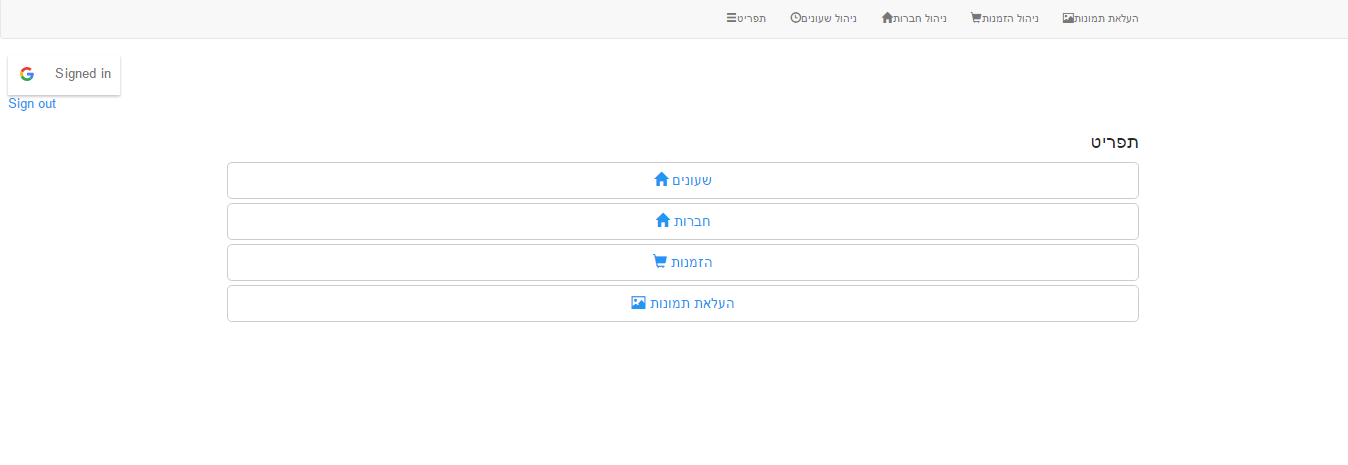 העלאת תמונות
ניהול הזמנות
ניהול חברות
ניהול שעונים
תפריט
Signed in
Sign out
תפריט
שעונים
חברות
הזמנות
העלאת תמונות